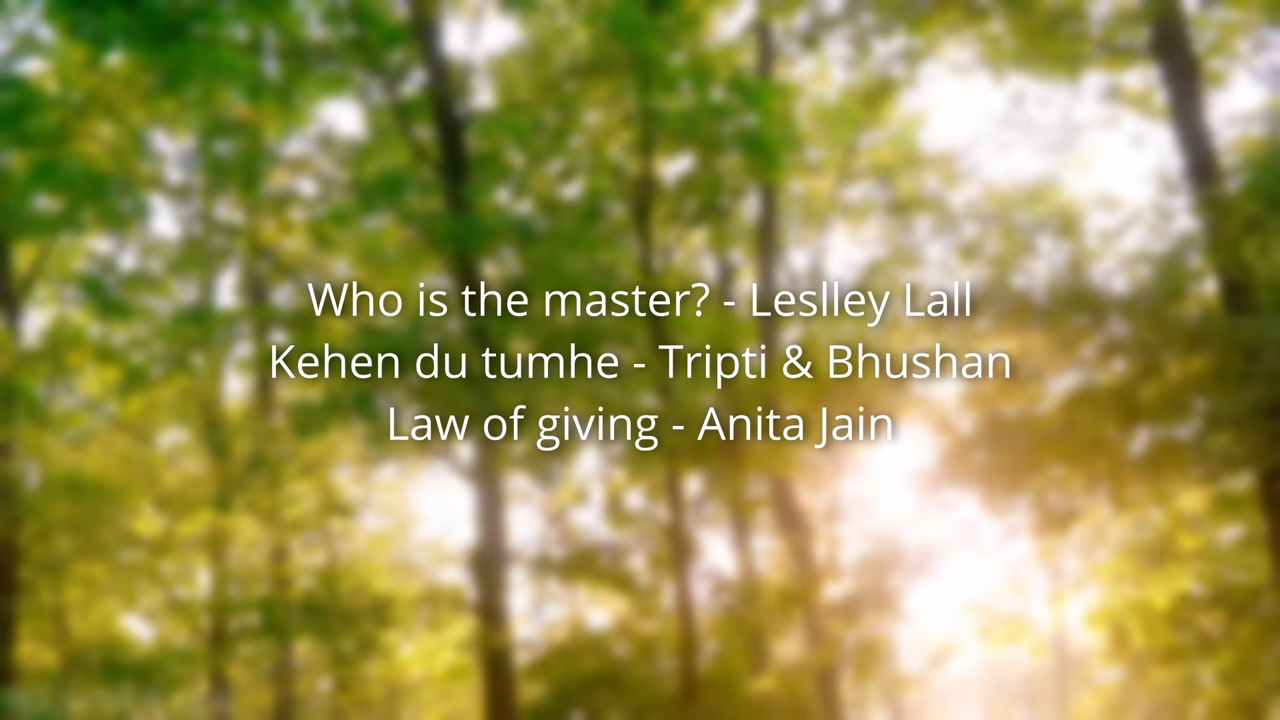 Who is the master? - Leslley Lall
Kehen du tumhe - Tripti & Bhushan
Law of giving - Anita Jain